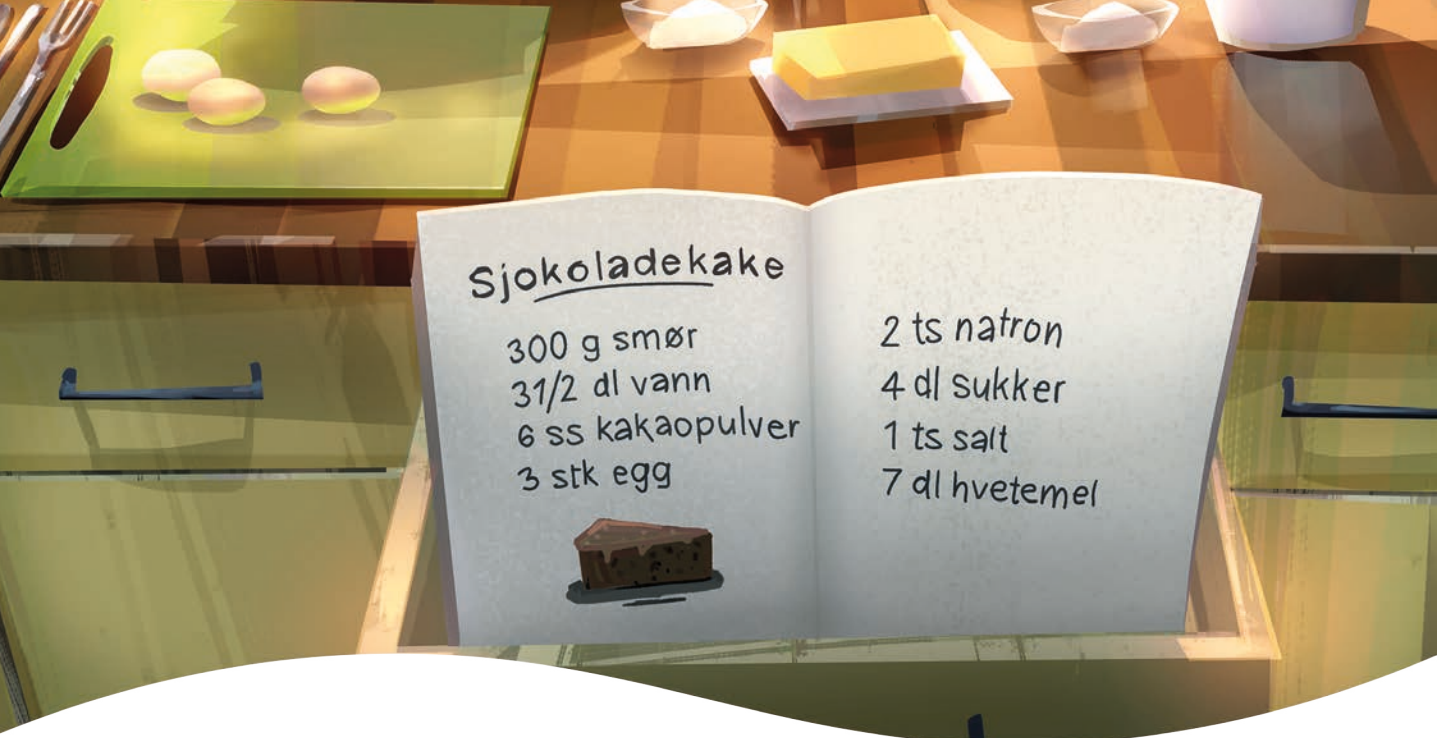 Sjokoladekake
300 g smør
31/2 dl vann
6 ss kakaopulver
3 stk egg
2 ts natron
4 dl sukker
1 ts salt
7 dl hvetemel